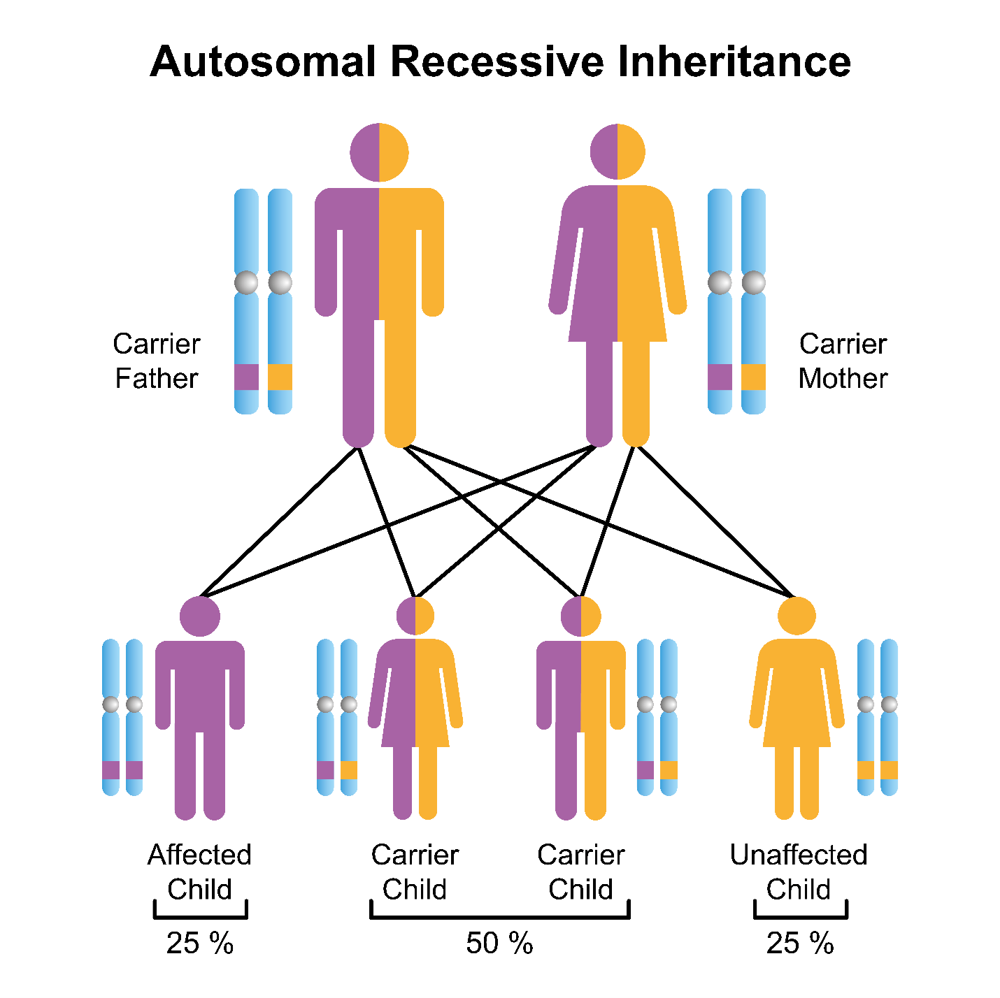 Autosomal Recessive Inheritance
Carrier
Father
Carrier
Mother
Affected
Child
Carrier
Child
Carrier
Child
Unaffected
Child
25 %
50 %
25 %